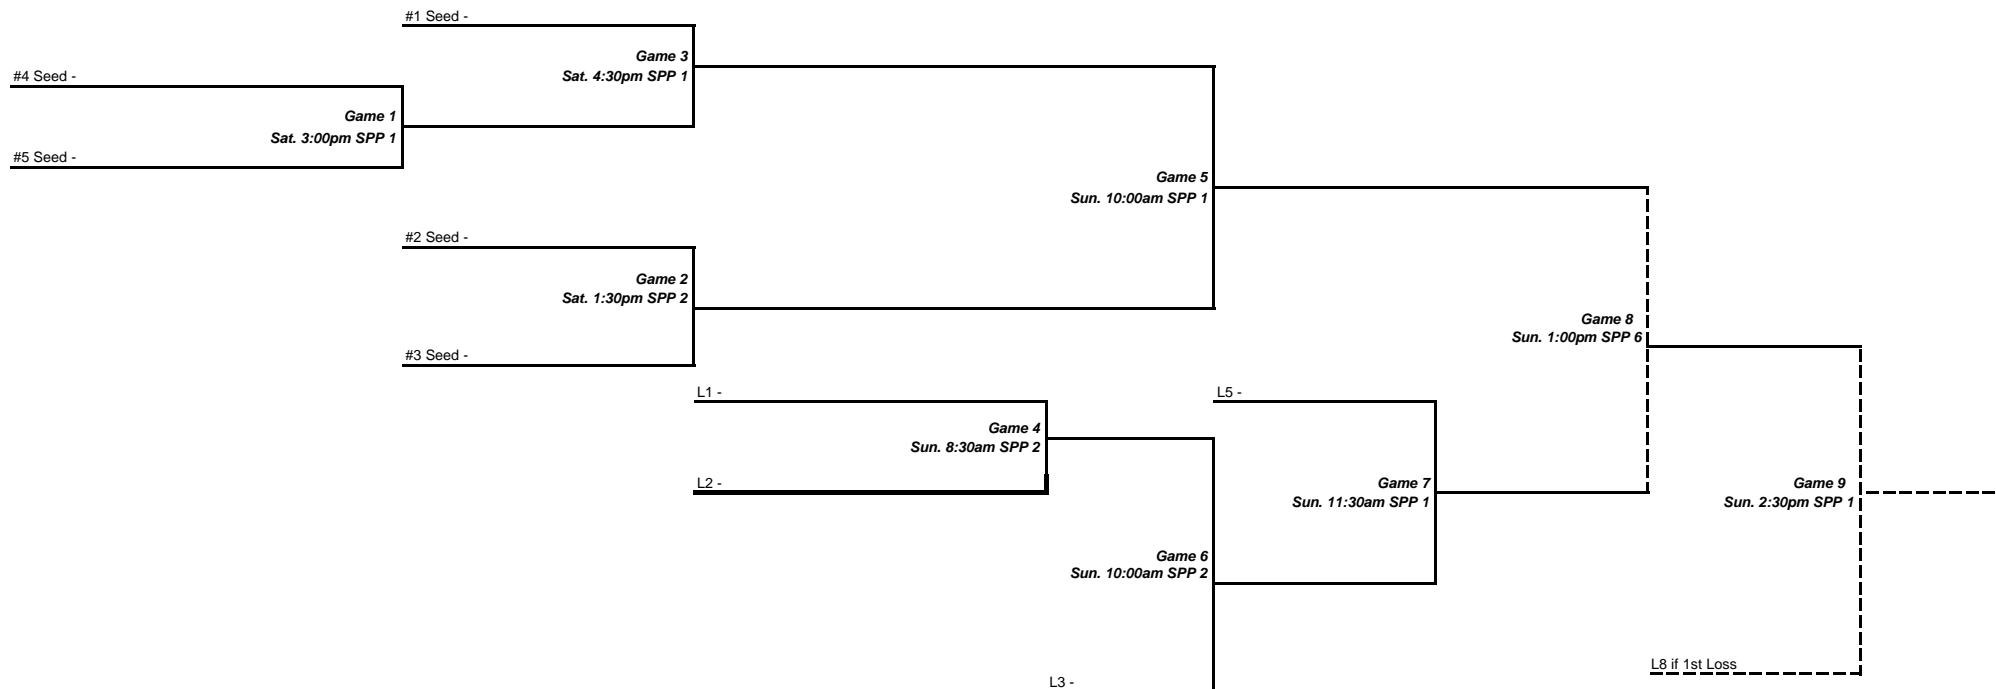 #1 Seed -
Game 3
Sat. 4:30pm SPP 1
#4 Seed -
Game 1
Sat. 3:00pm SPP 1
#5 Seed -
Game 5
Sun. 10:00am SPP 1
#2 Seed -
Game 2
Sat. 1:30pm SPP 2
Game 8
Sun. 1:00pm SPP 6
#3 Seed -
L1 -
L5 -
Game 4
Sun. 8:30am SPP 2
L2 -
Game 7
Sun. 11:30am SPP 1
Game 9
Sun. 2:30pm SPP 1
Game 6
Sun. 10:00am SPP 2
L8 if 1st Loss
L3 -